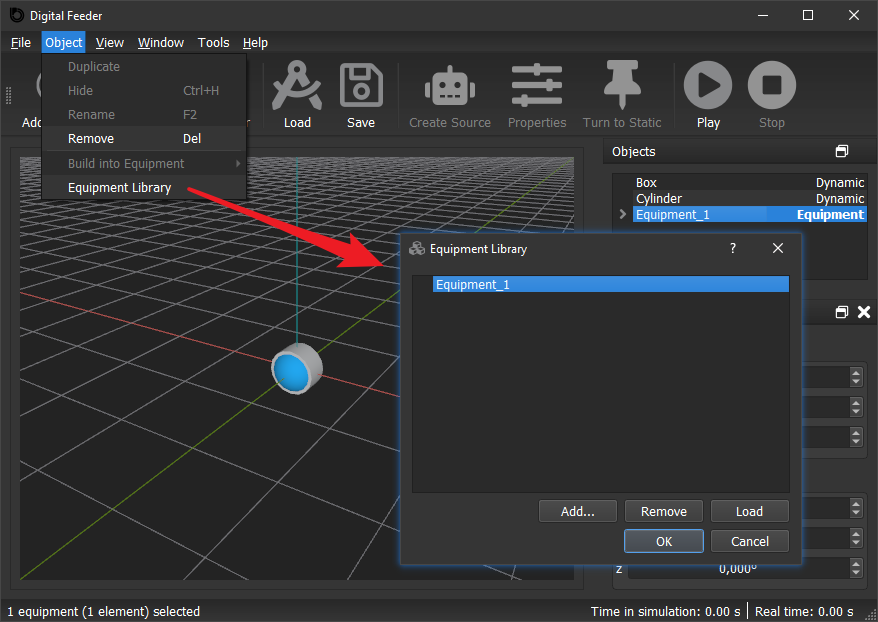 Digital Feeder
File Object View Window Tools Help
Duplicate
Hide Ctrl+H
Rename F2
Remove Del
Build into Equipment
Equipment Library
Load Save Create Source Properties Turn to Static Play Stop
Objects
Box Dynamic
Cylinder Dynamic
Equipment_1 Equipment
Equipment Library ?
Equipment_1
Add... Remove Load
OK Cancel
z 0,000°
1 equipment (1 element) selected Time in simulation: 0.00 s Real time: 0.00 s